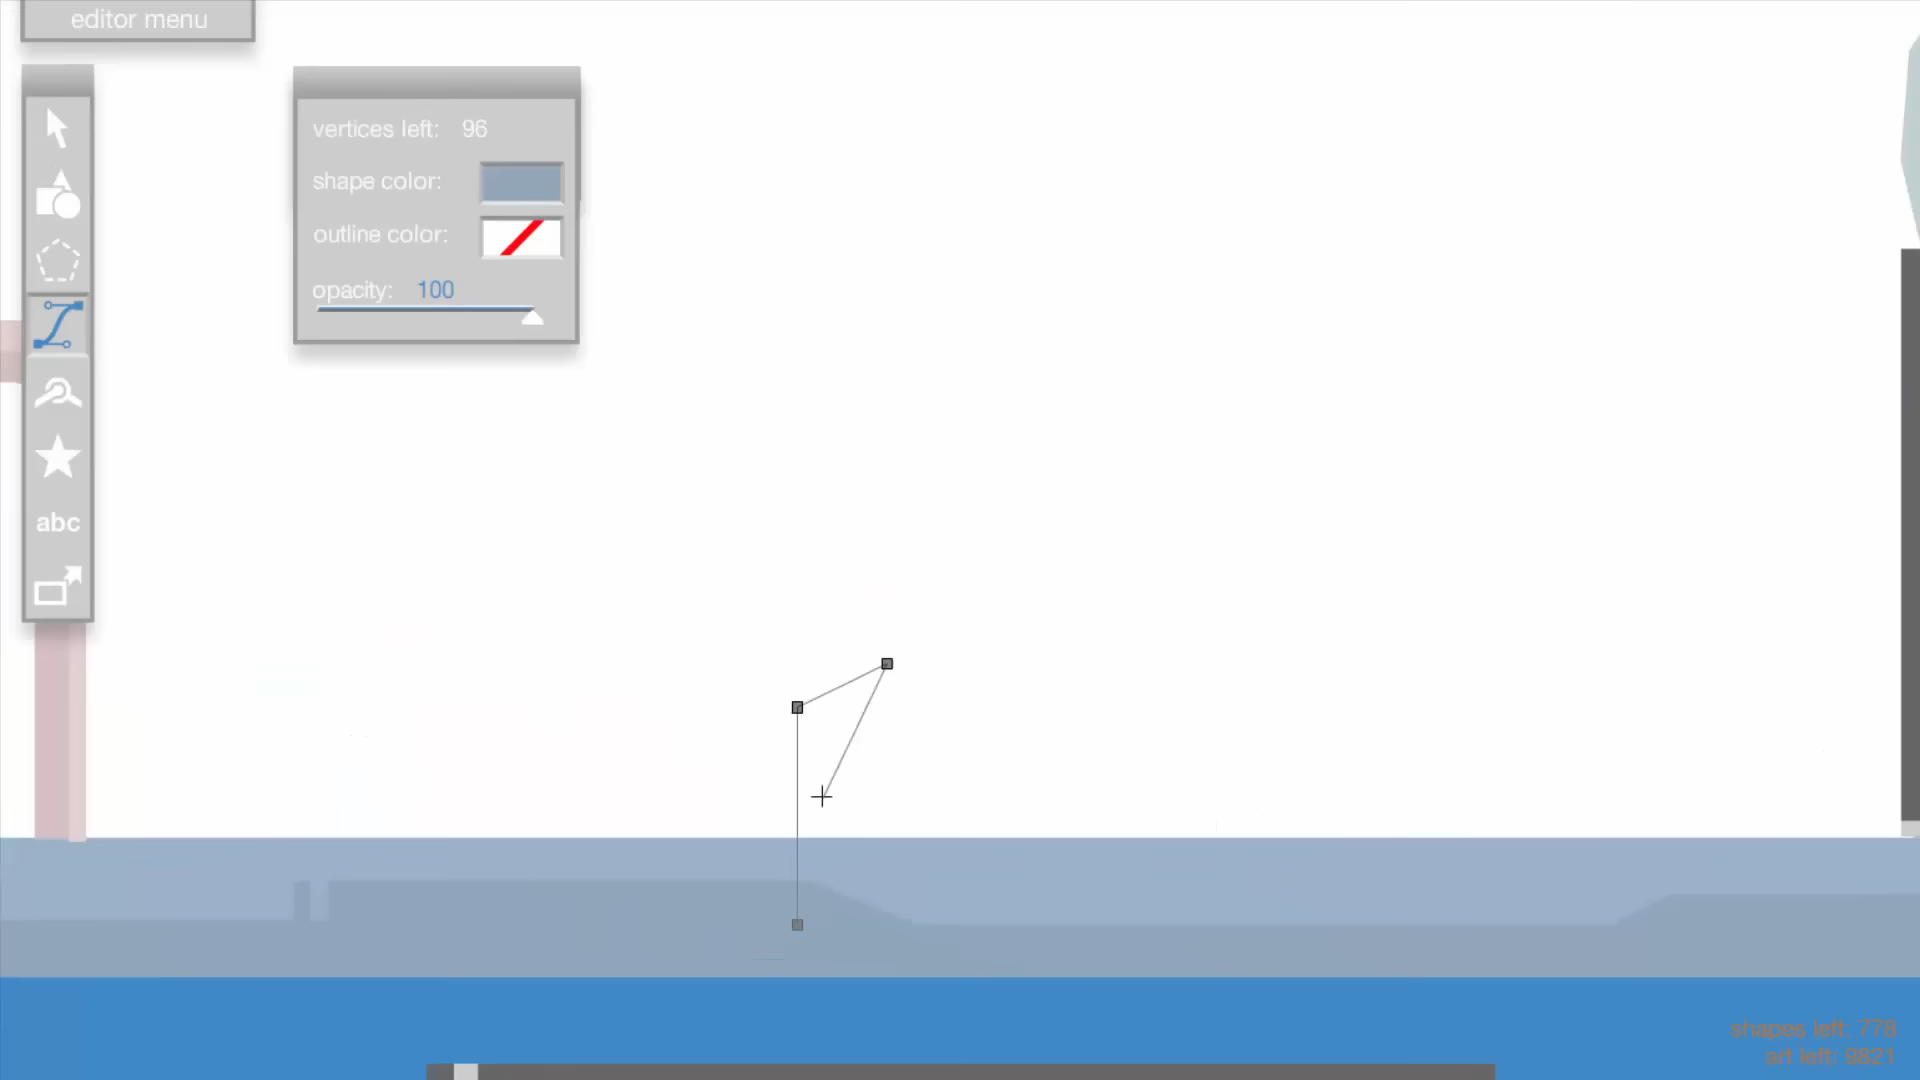 editor menu
vertices left: 96
shape color:
outline color:
opacity: 100
abc
shapes left: 778
art left: 9821